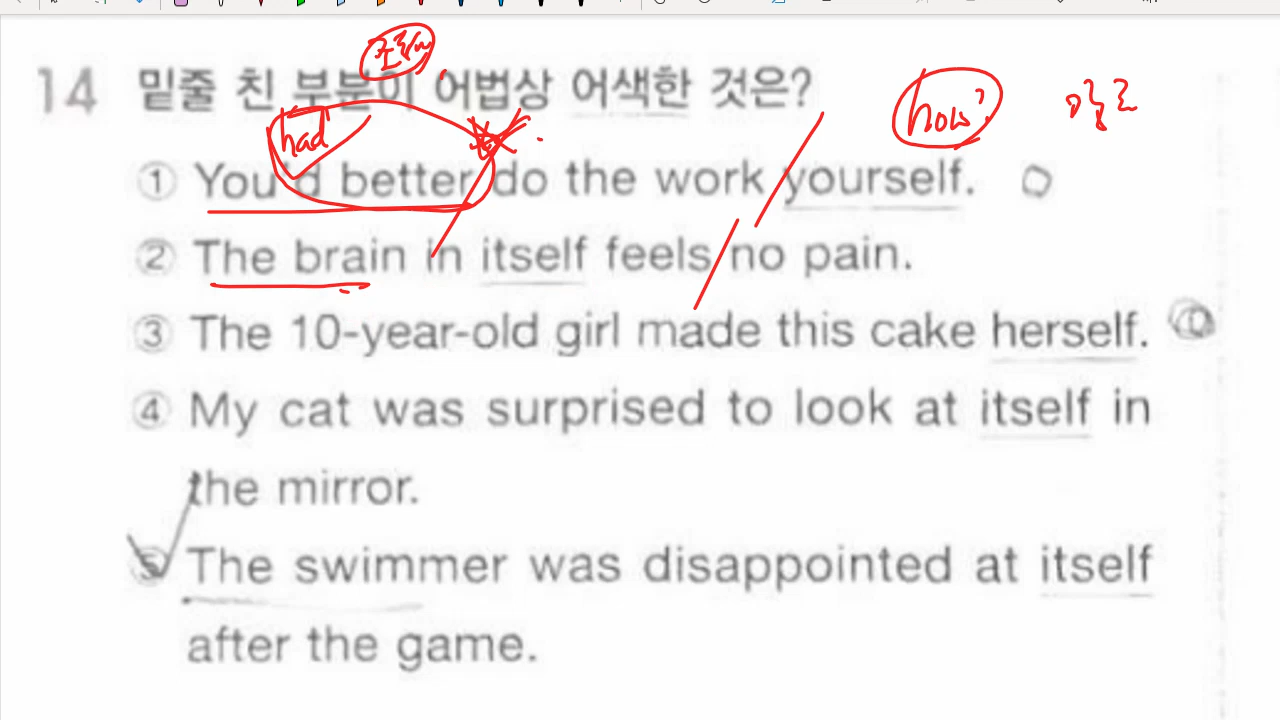 14 밑줄 친 부분이 어법상 어색한 것은?
had
how?
① You'd better do the work yourself.
② The brain in itself feels no pain.
③ The 10-year-old girl made this cake herself.
④ My cat was surprised to look at itself in
the mirror.
⑤ The swimmer was disappointed at itself
after the game.